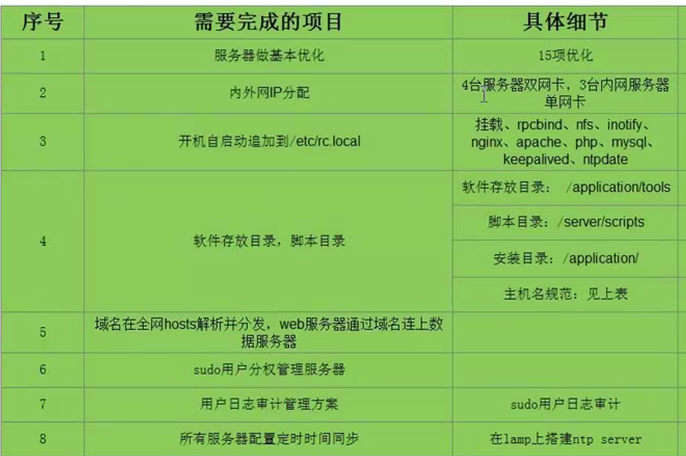 序号 需要完成的项目 具体细节
1 服务器做基本优化 15项优化
2 内外网IP分配 4台服务器双网卡，3台内网服务器
单网卡
3 开机自启动追加到/etc/rc.local 挂载、rpcbind、nfs、inotify、
nginx、apache、php、mysql、
keepalived、ntpdate
4 软件存放目录，脚本目录 软件存放目录： /application/tools
脚本目录：/server/scripts
安装目录：/application/
主机名规范：见上表
5 域名在全网hosts解析并分发，web服务器通过域名连上数
据服务器
6 sudo用户分权管理服务器
7 用户日志审计管理方案 sudo用户日志审计
8 所有服务器配置定时时间同步 在lamp上搭建ntp server